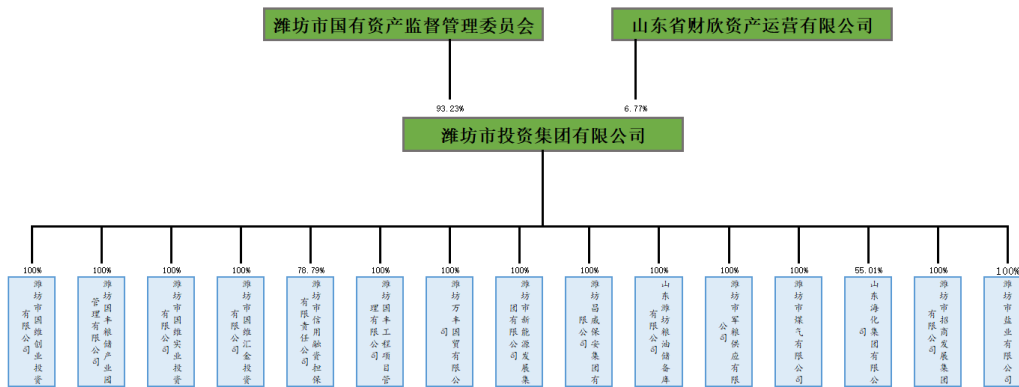 潍坊市国有资产监督管理委员会
山东省财欣资产运营有限公司
93.23%
6.77%
潍坊市投资集团有限公司
100%
潍坊市国维创业投资
有限公司
100%
潍坊国丰粮储产业园
管理有限公司
100%
潍坊市国维实业投资
有限公司
100%
潍坊市国维汇金投资
有限公司
78.79%
潍坊市信用融资担保
有限责任公司
100%
潍坊国丰工程项目管
理有限公司
100%
潍坊万丰国贸有限公
司
100%
潍坊市新能源发展集
团有限公司
100%
潍坊昌威保安集团有
限公司
100%
山东潍坊粮油储备库
有限公司
100%
潍坊市军粮供应有限
公司
100%
潍坊市煤气有限公司
55.01%
山东海化集团有限公
司
100%
潍坊市招商发展集团
有限公司
100%
潍坊市盐业有限公司